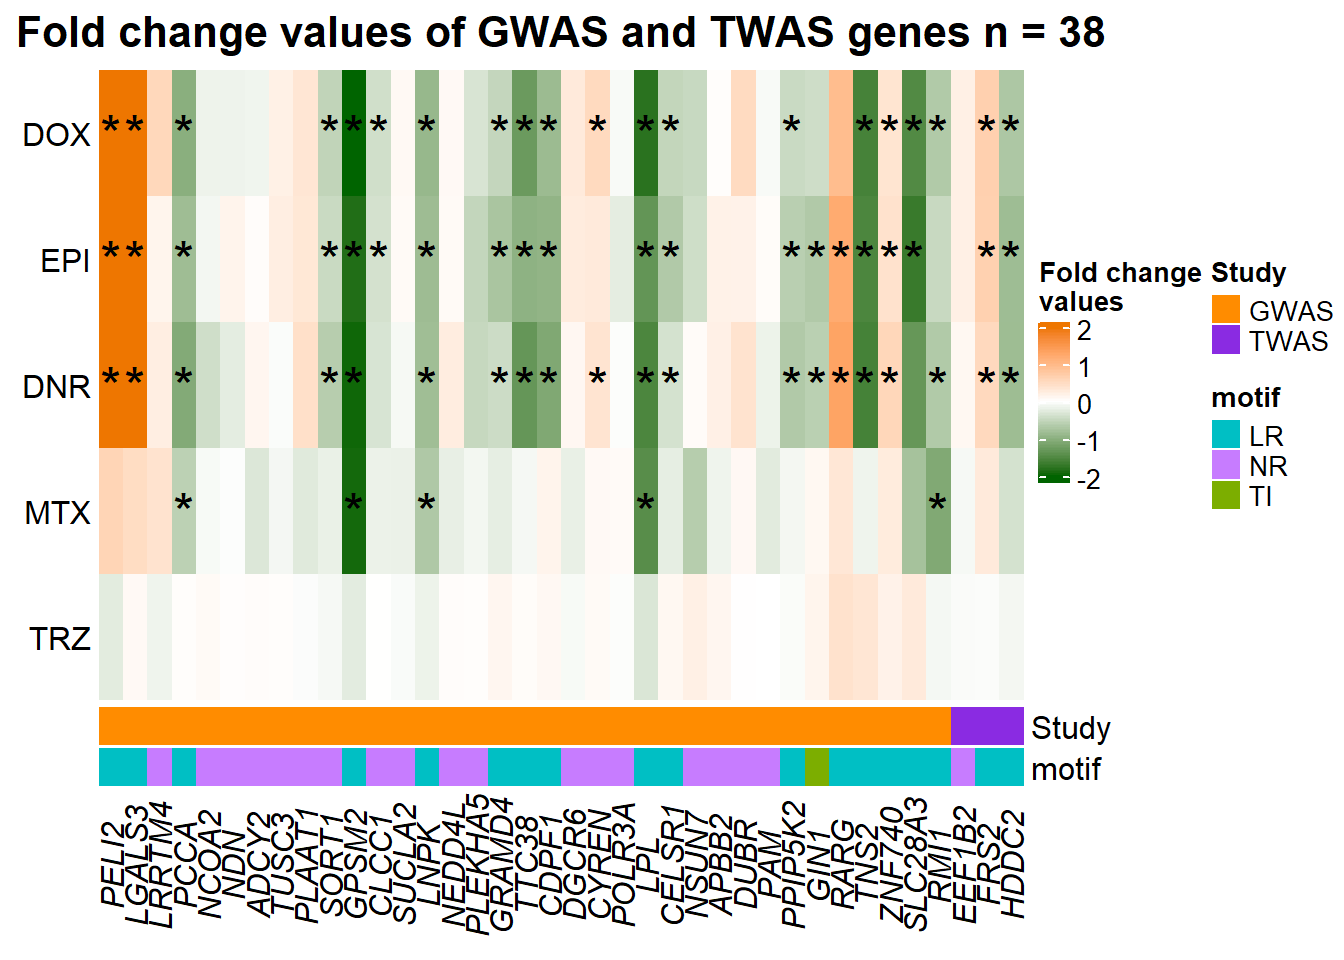 Fold change values of GWAS and TWAS genes n = 38
DOX
* * * * * * * * * * * * * * * * * * * *
EPI
* * * * * * * * * * * * * * * * * * * *
DNR
* * * * * * * * * * * * * * * * * * * * *
MTX
* * * * *
TRZ
Fold change
values
2
1
0
-1
-2
Study
GWAS
TWAS
motif
LR
NR
TI
Study
motif
PELI2
LGALS3
LRRTM4
PCCA
NCOA2
NDN
ADCY2
TUSC3
PLAAT1
SORT1
GPSM2
CLCC1
SUCLA2
LNPK
NEDD4L
PLEKHA5
GRAMD4
TTC38
CDPF1
DGCR6
CYREN
POLR3A
LPL
CELSR1
NSUN7
APBB2
DUBR
PAM
PPIP5K2
GIN1
RARG
TNS2
ZNF740
SLC28A3
RMI1
EEF1B2
FRS2
HDDC2